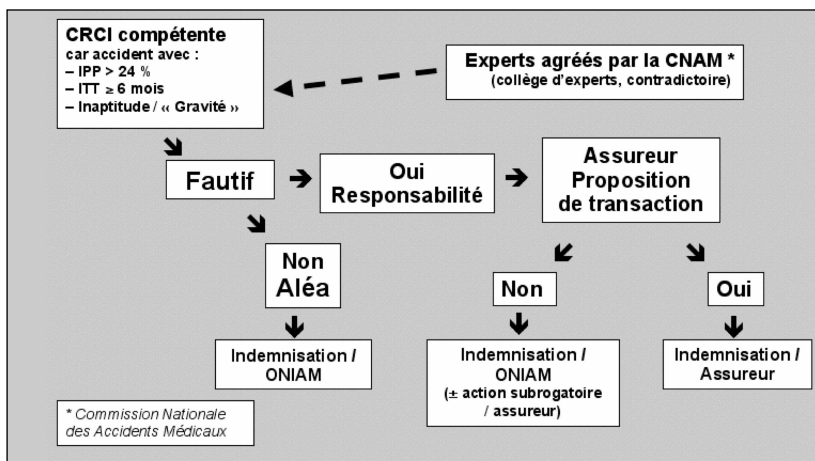 CRCI compétente
car accident avec :
– IPP > 24 %
– ITT ≥ 6 mois
– Inaptitude / « Gravité »
Experts agréés par la CNAM *
(collège d'experts, contradictoire)
Fautif
Oui
Responsabilité
Assureur
Proposition
de transaction
Non
Aléa
Non
Oui
Indemnisation /
ONIAM
Indemnisation /
ONIAM
(± action subrogatoire
/ assureur)
Indemnisation /
Assureur
* Commission Nationale
des Accidents Médicaux